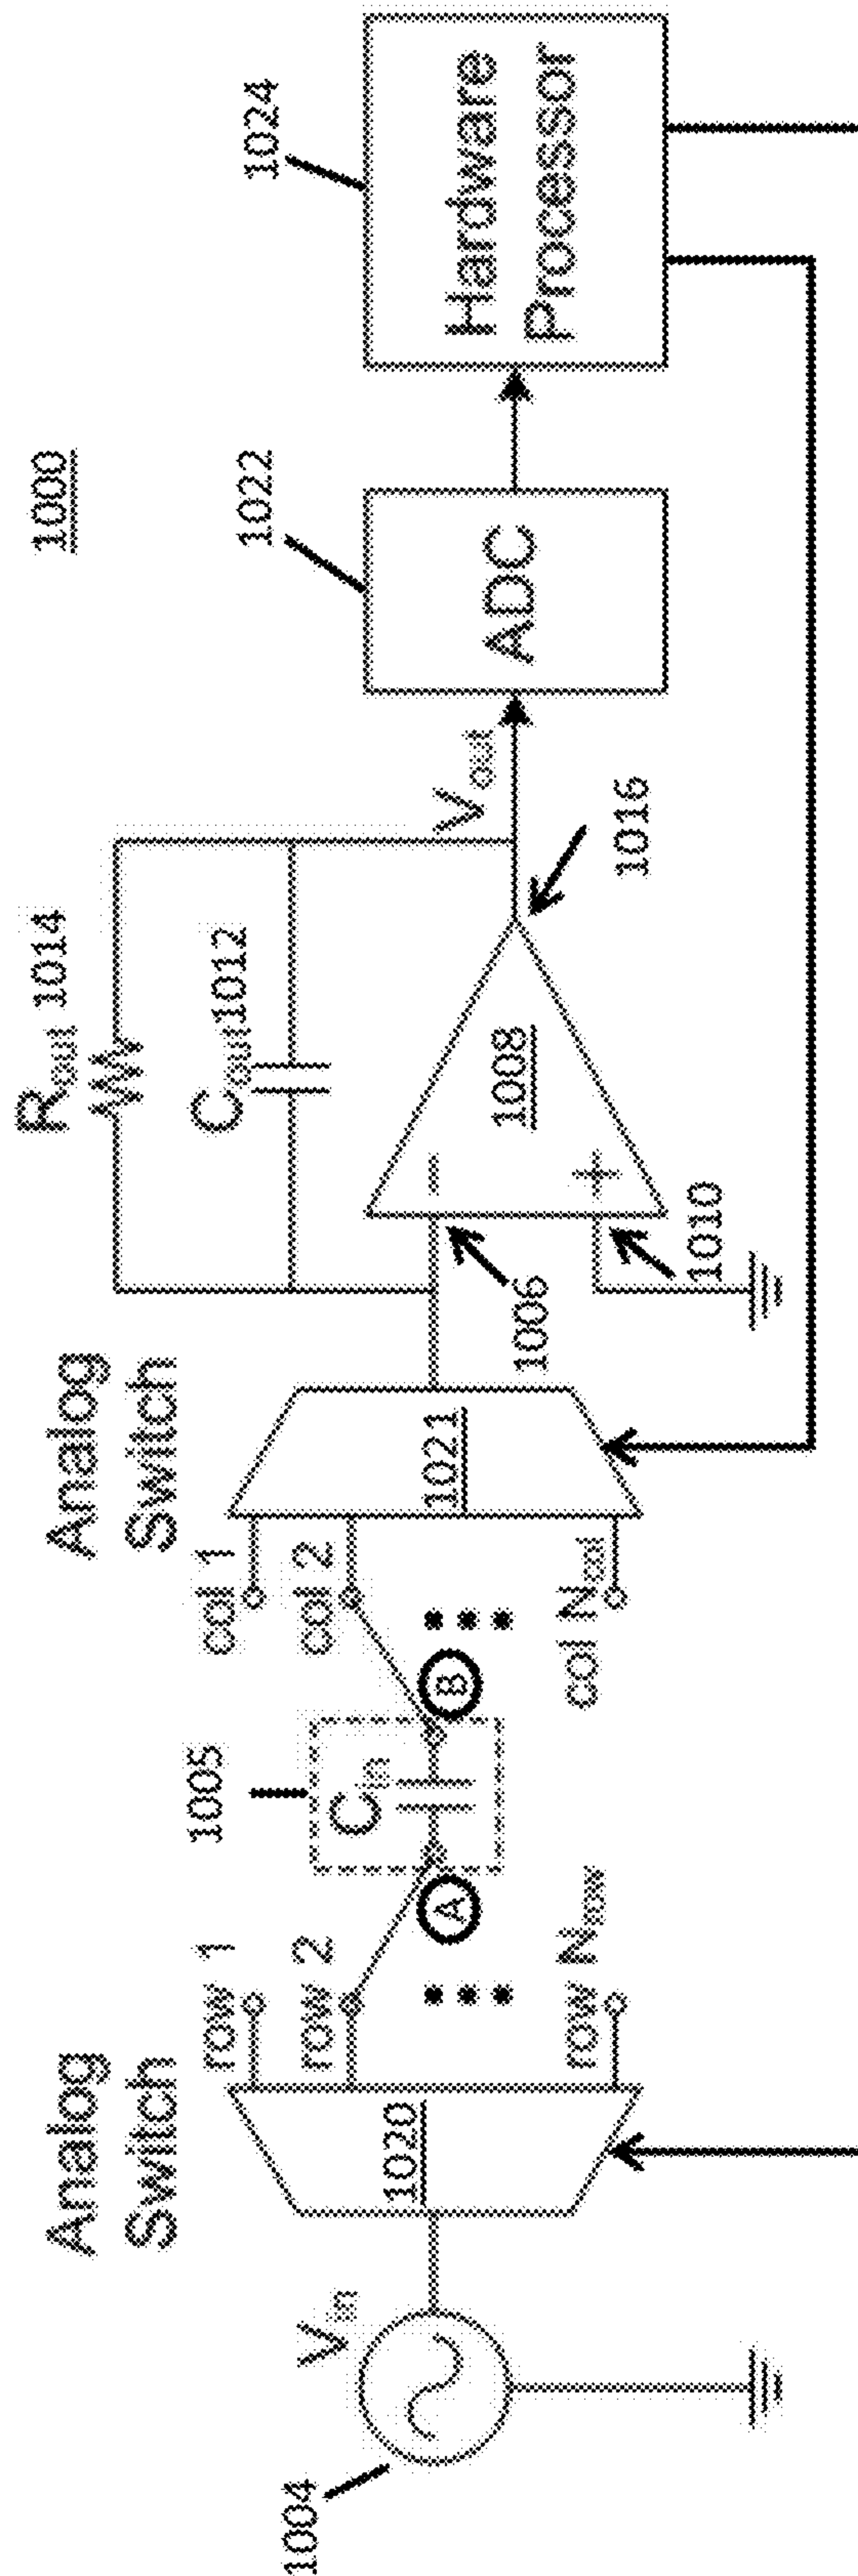 1000
Analog
Switch
Analog
Switch
R_out 1014
C_out 1012
1005
1022
1024
V_in
1004
1020
row 1
row 2
row N_row
A
C_in
B
col 1
col 2
col N_col
1021
1006
1010
−
+
1008
1016
V_out
ADC
Hardware
Processor